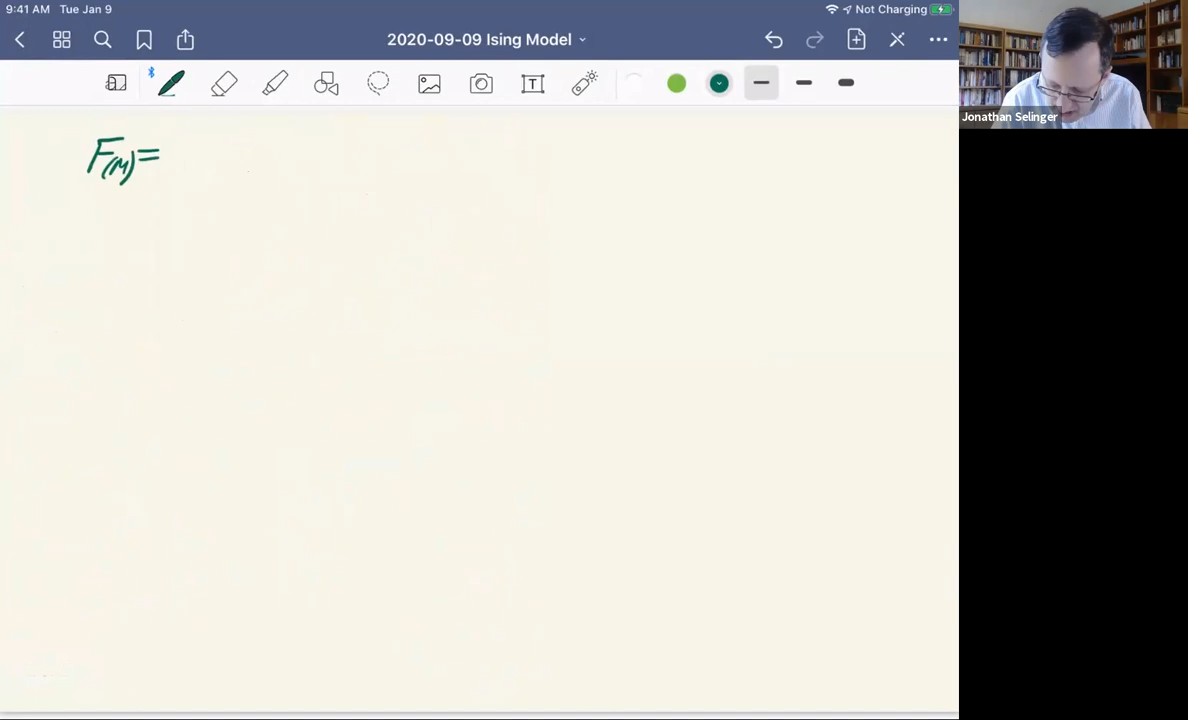 9:41 AM Tue Jan 9
Not Charging
2020-09-09 Ising Model
T
Jonathan Selinger
F(M)=